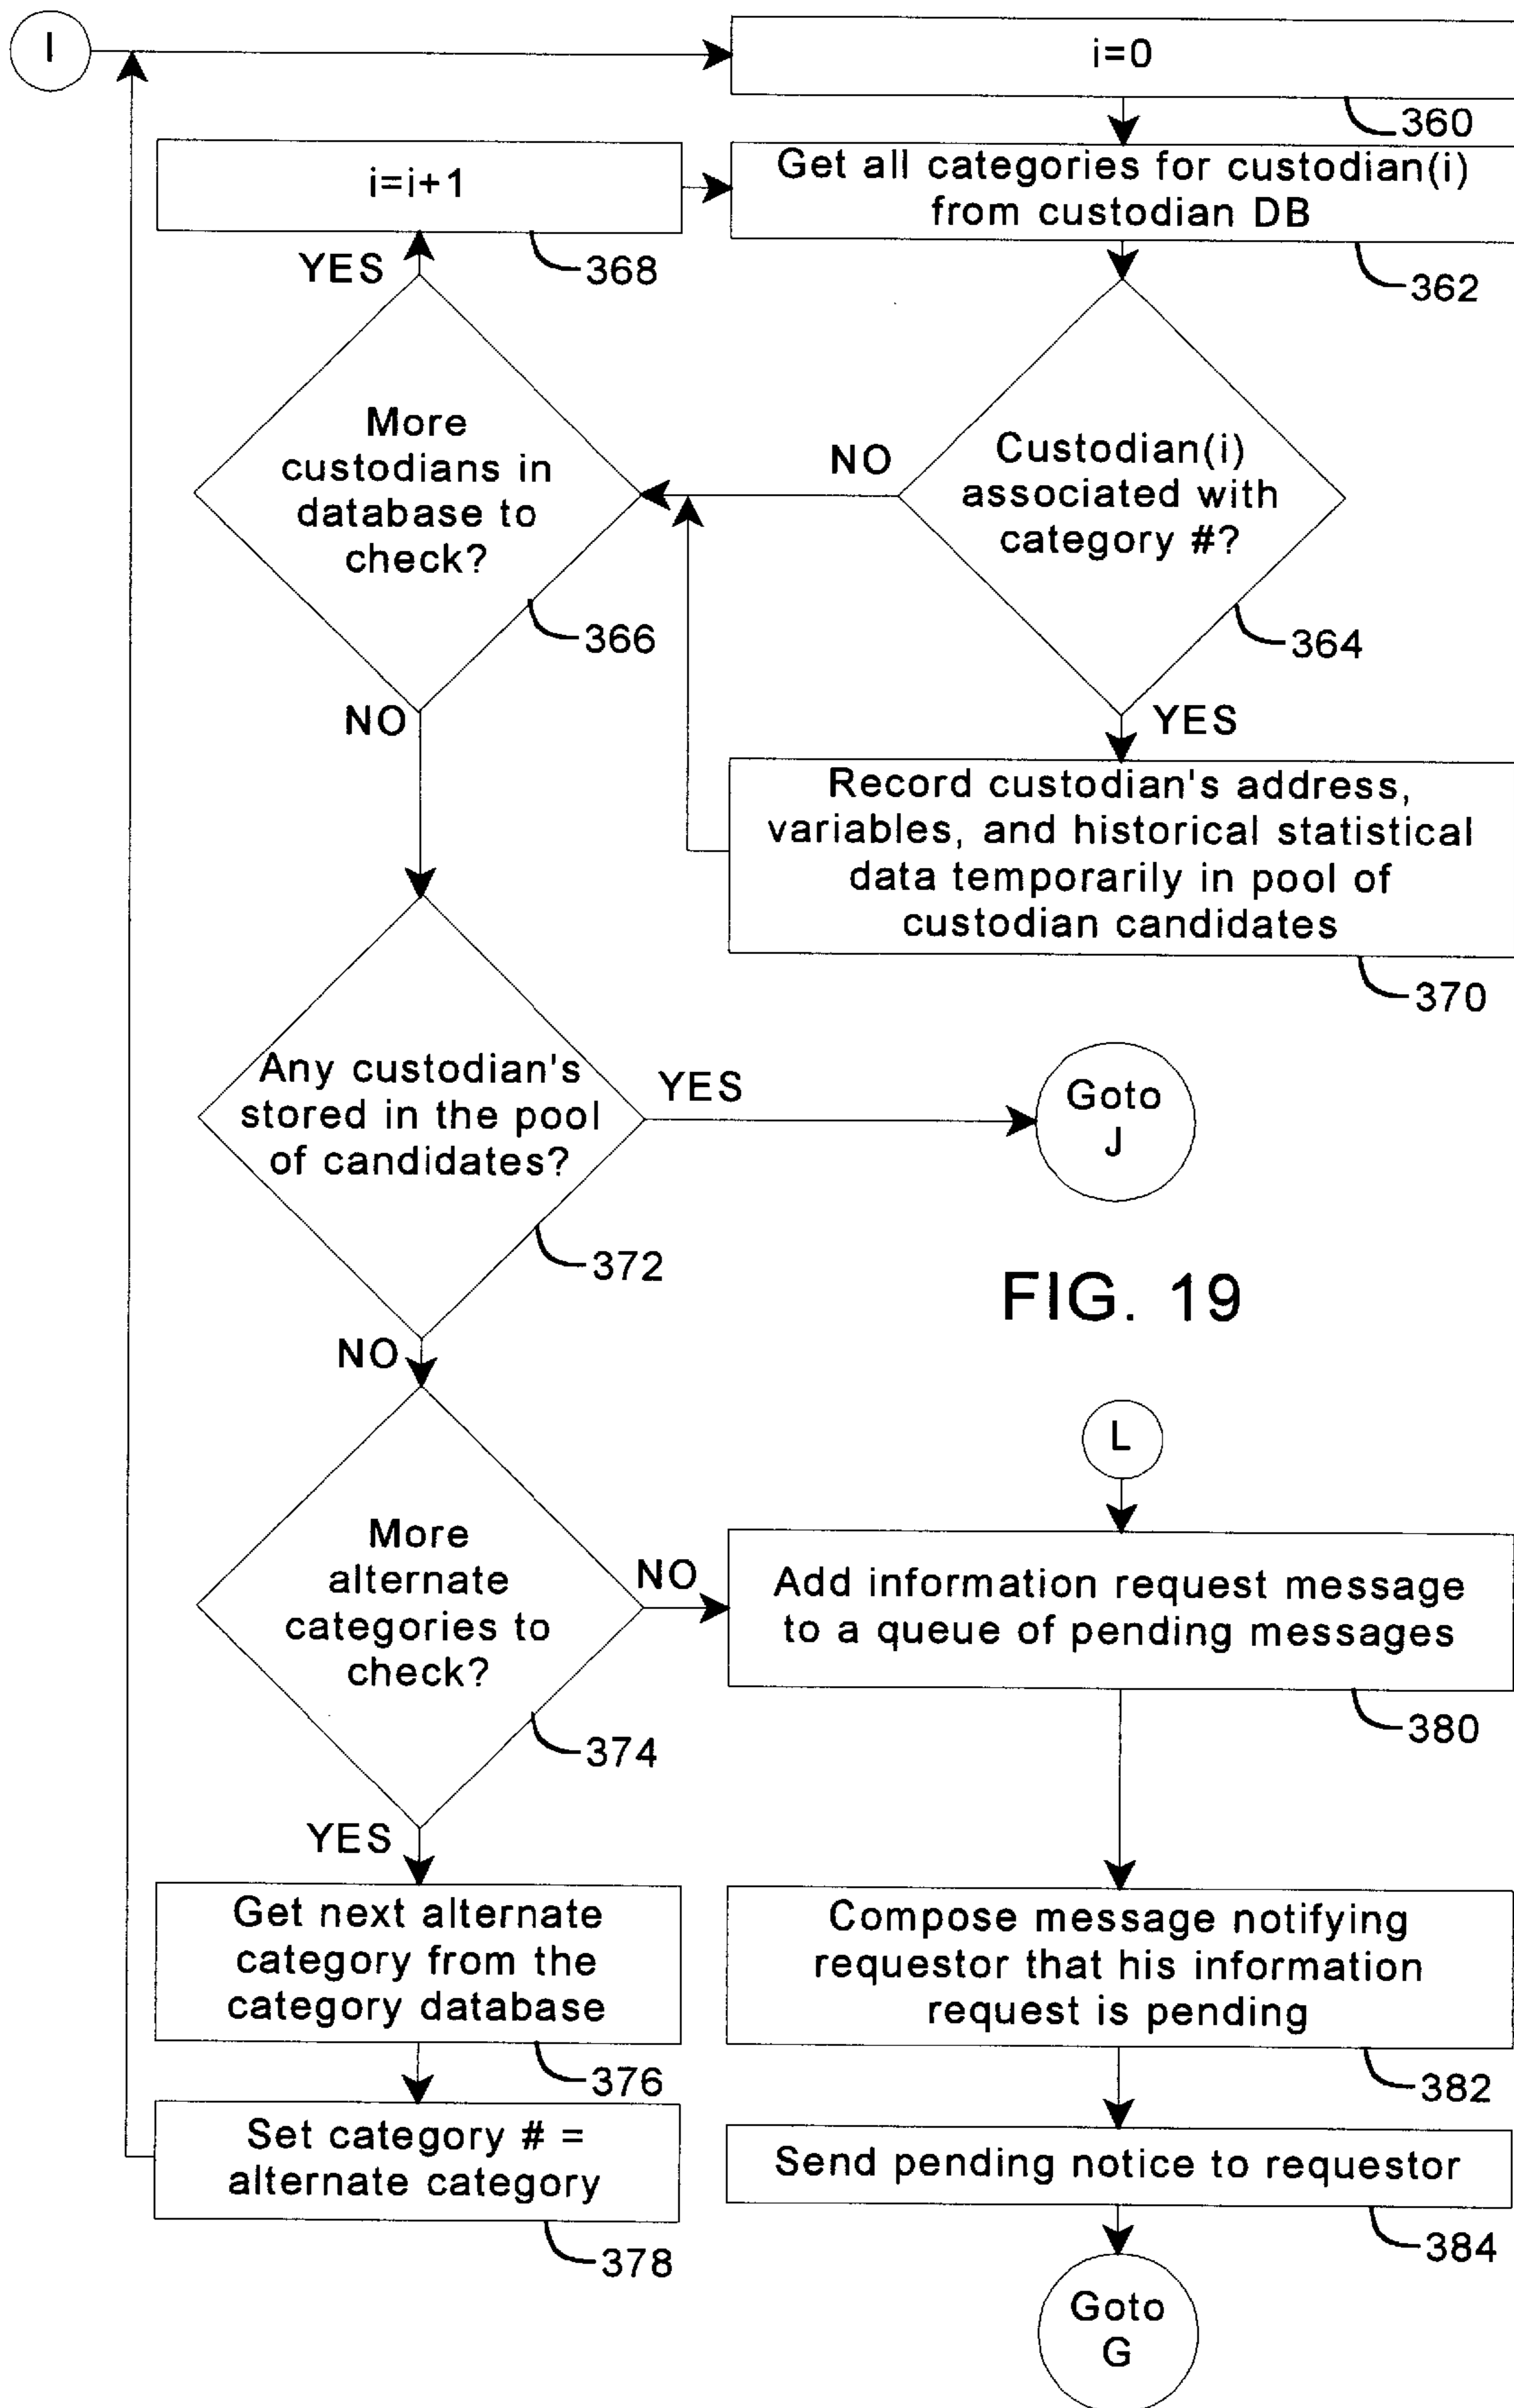 I
i=0
360
i=i+1
Get all categories for custodian(i)
from custodian DB
YES
368
362
More
custodians in
database to
check?
NO
Custodian(i)
associated with
category #?
366
364
NO
YES
Record custodian's address,
variables, and historical statistical
data temporarily in pool of
custodian candidates
370
Any custodian's
stored in the pool
of candidates?
YES
Goto
J
372
FIG. 19
NO
L
More
alternate
categories to
check?
NO
Add information request message
to a queue of pending messages
374
380
YES
Get next alternate
category from the
category database
Compose message notifying
requestor that his information
request is pending
376
382
Set category # =
alternate category
Send pending notice to requestor
378
384
Goto
G